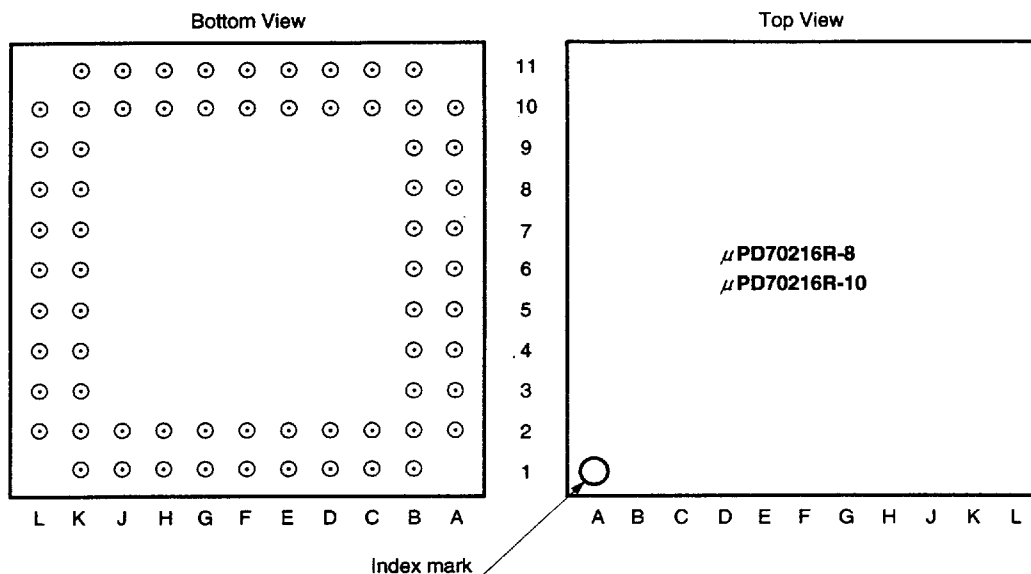 Bottom View
Top View
11
10
9
8
7
6
5
4
3
2
1
μPD70216R-8
μPD70216R-10
L K J H G F E D C B A
A B C D E F G H J K L
Index mark